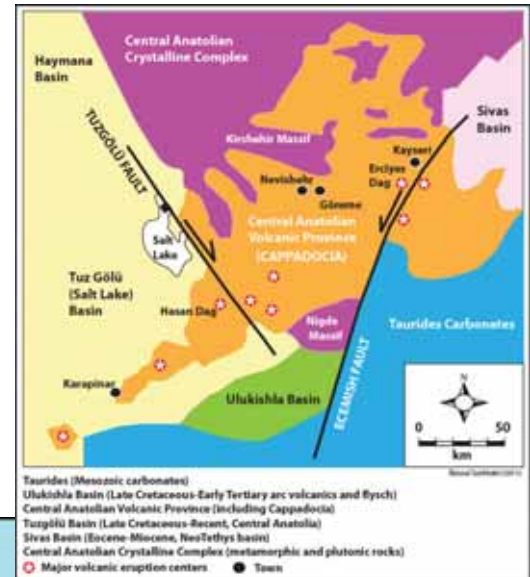 Central Anatolian
Crystalline Complex
Haymana
Basin
Sivas
Basin
TUZGÖLÜ FAULT
Kirshehir Massif
Kayseri
Erciyes
Dag
Nevishehr
Göreme
Central Anatolian
Volcanic Province
(CAPPADOCIA)
Salt
Lake
Tuz Gölü
(Salt Lake)
Basin
Hasan Dag
Nigde
Massif
Taurides Carbonates
ECEMISH FAULT
Karapinar
Ulukishla Basin
N
0 50
km
Taurides (Mesozoic carbonates)
Ulukishla Basin (Late Cretaceous-Early Tertiary arc volcanics and flysch)
Central Anatolian Volcanic Province (including Cappadocia)
Tuzgölü Basin (Late Cretaceous-Recent, Central Anatolia)
Sivas Basin (Eocene-Miocene, NeoTethys basin)
Central Anatolian Crystalline Complex (metamorphic and plutonic rocks)
Major volcanic eruption centers Town